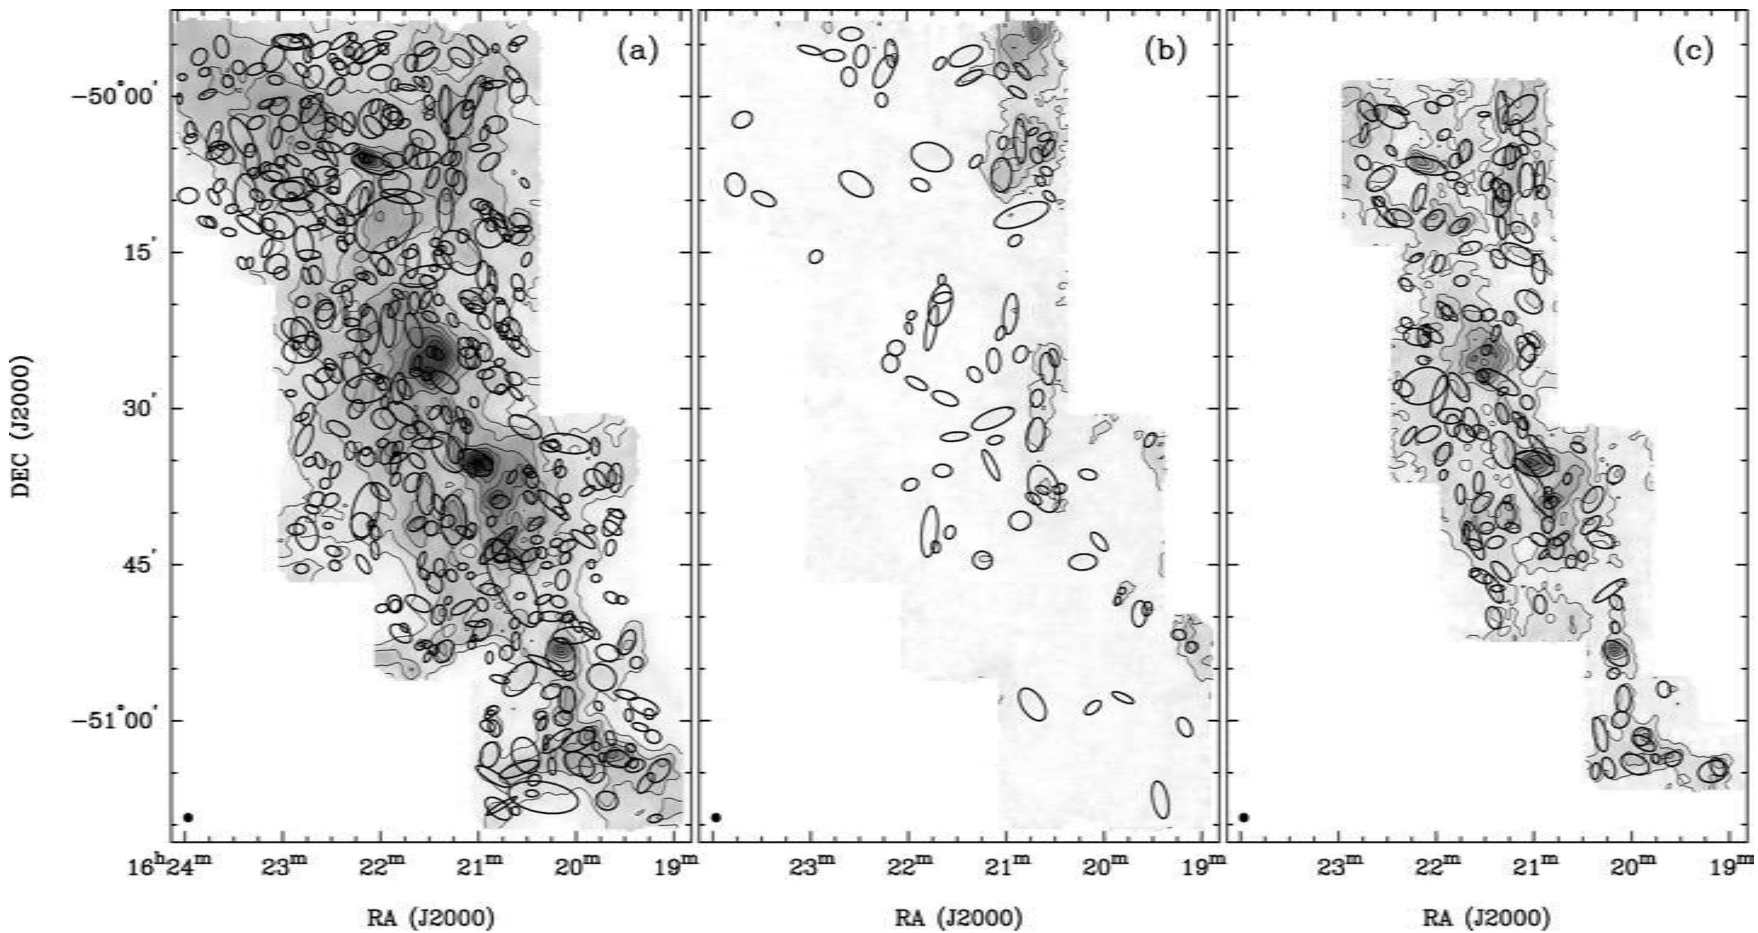 (a)
(b)
(c)
DEC (J2000)
-50°00'
15'
30'
45'
-51°00'
16h24m 23m 22m 21m 20m 19m
23m 22m 21m 20m 19m
23m 22m 21m 20m 19m
RA (J2000)
RA (J2000)
RA (J2000)